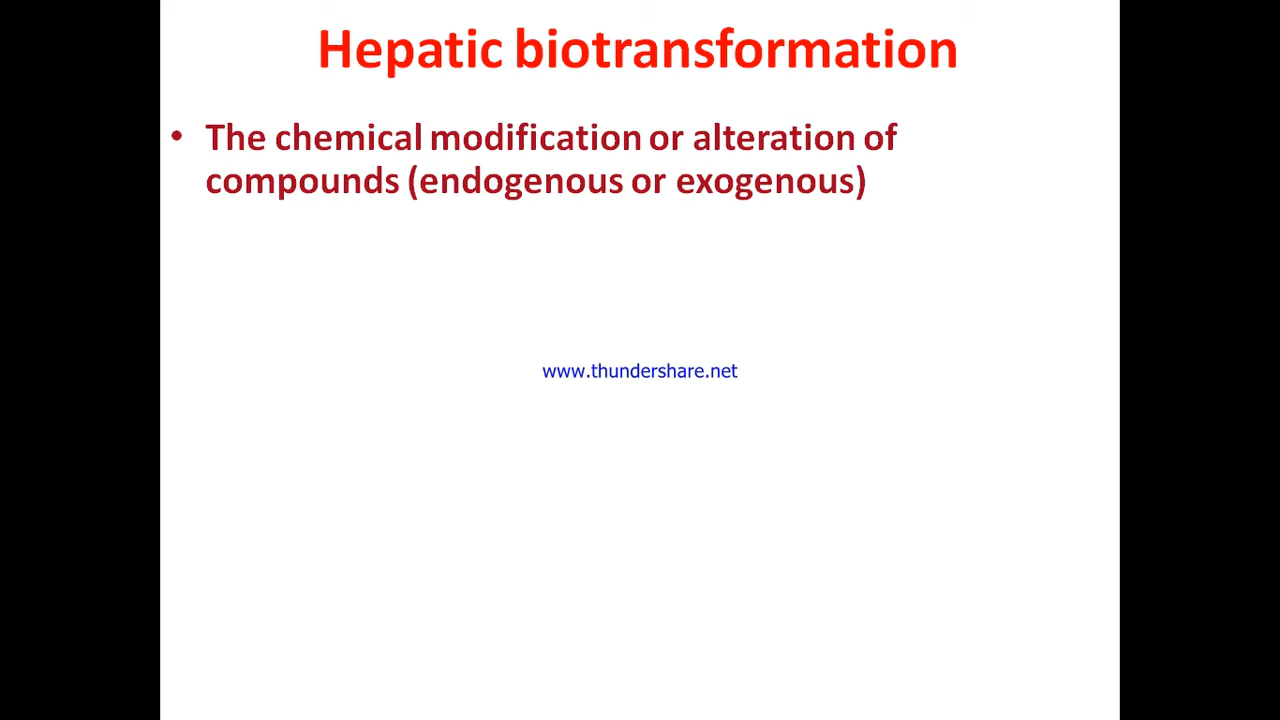 Hepatic biotransformation
• The chemical modification or alteration of
compounds (endogenous or exogenous)
www.thundershare.net